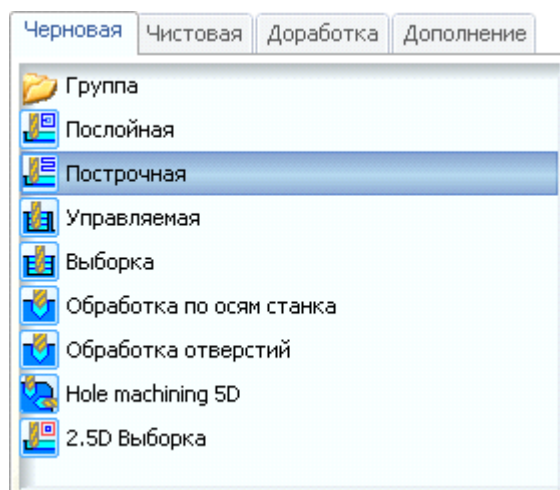 Черновая Чистовая Доработка Дополнение
Группа
Послойная
Построчная
Управляемая
Выборка
Обработка по осям станка
Обработка отверстий
Hole machining 5D
2.5D Выборка